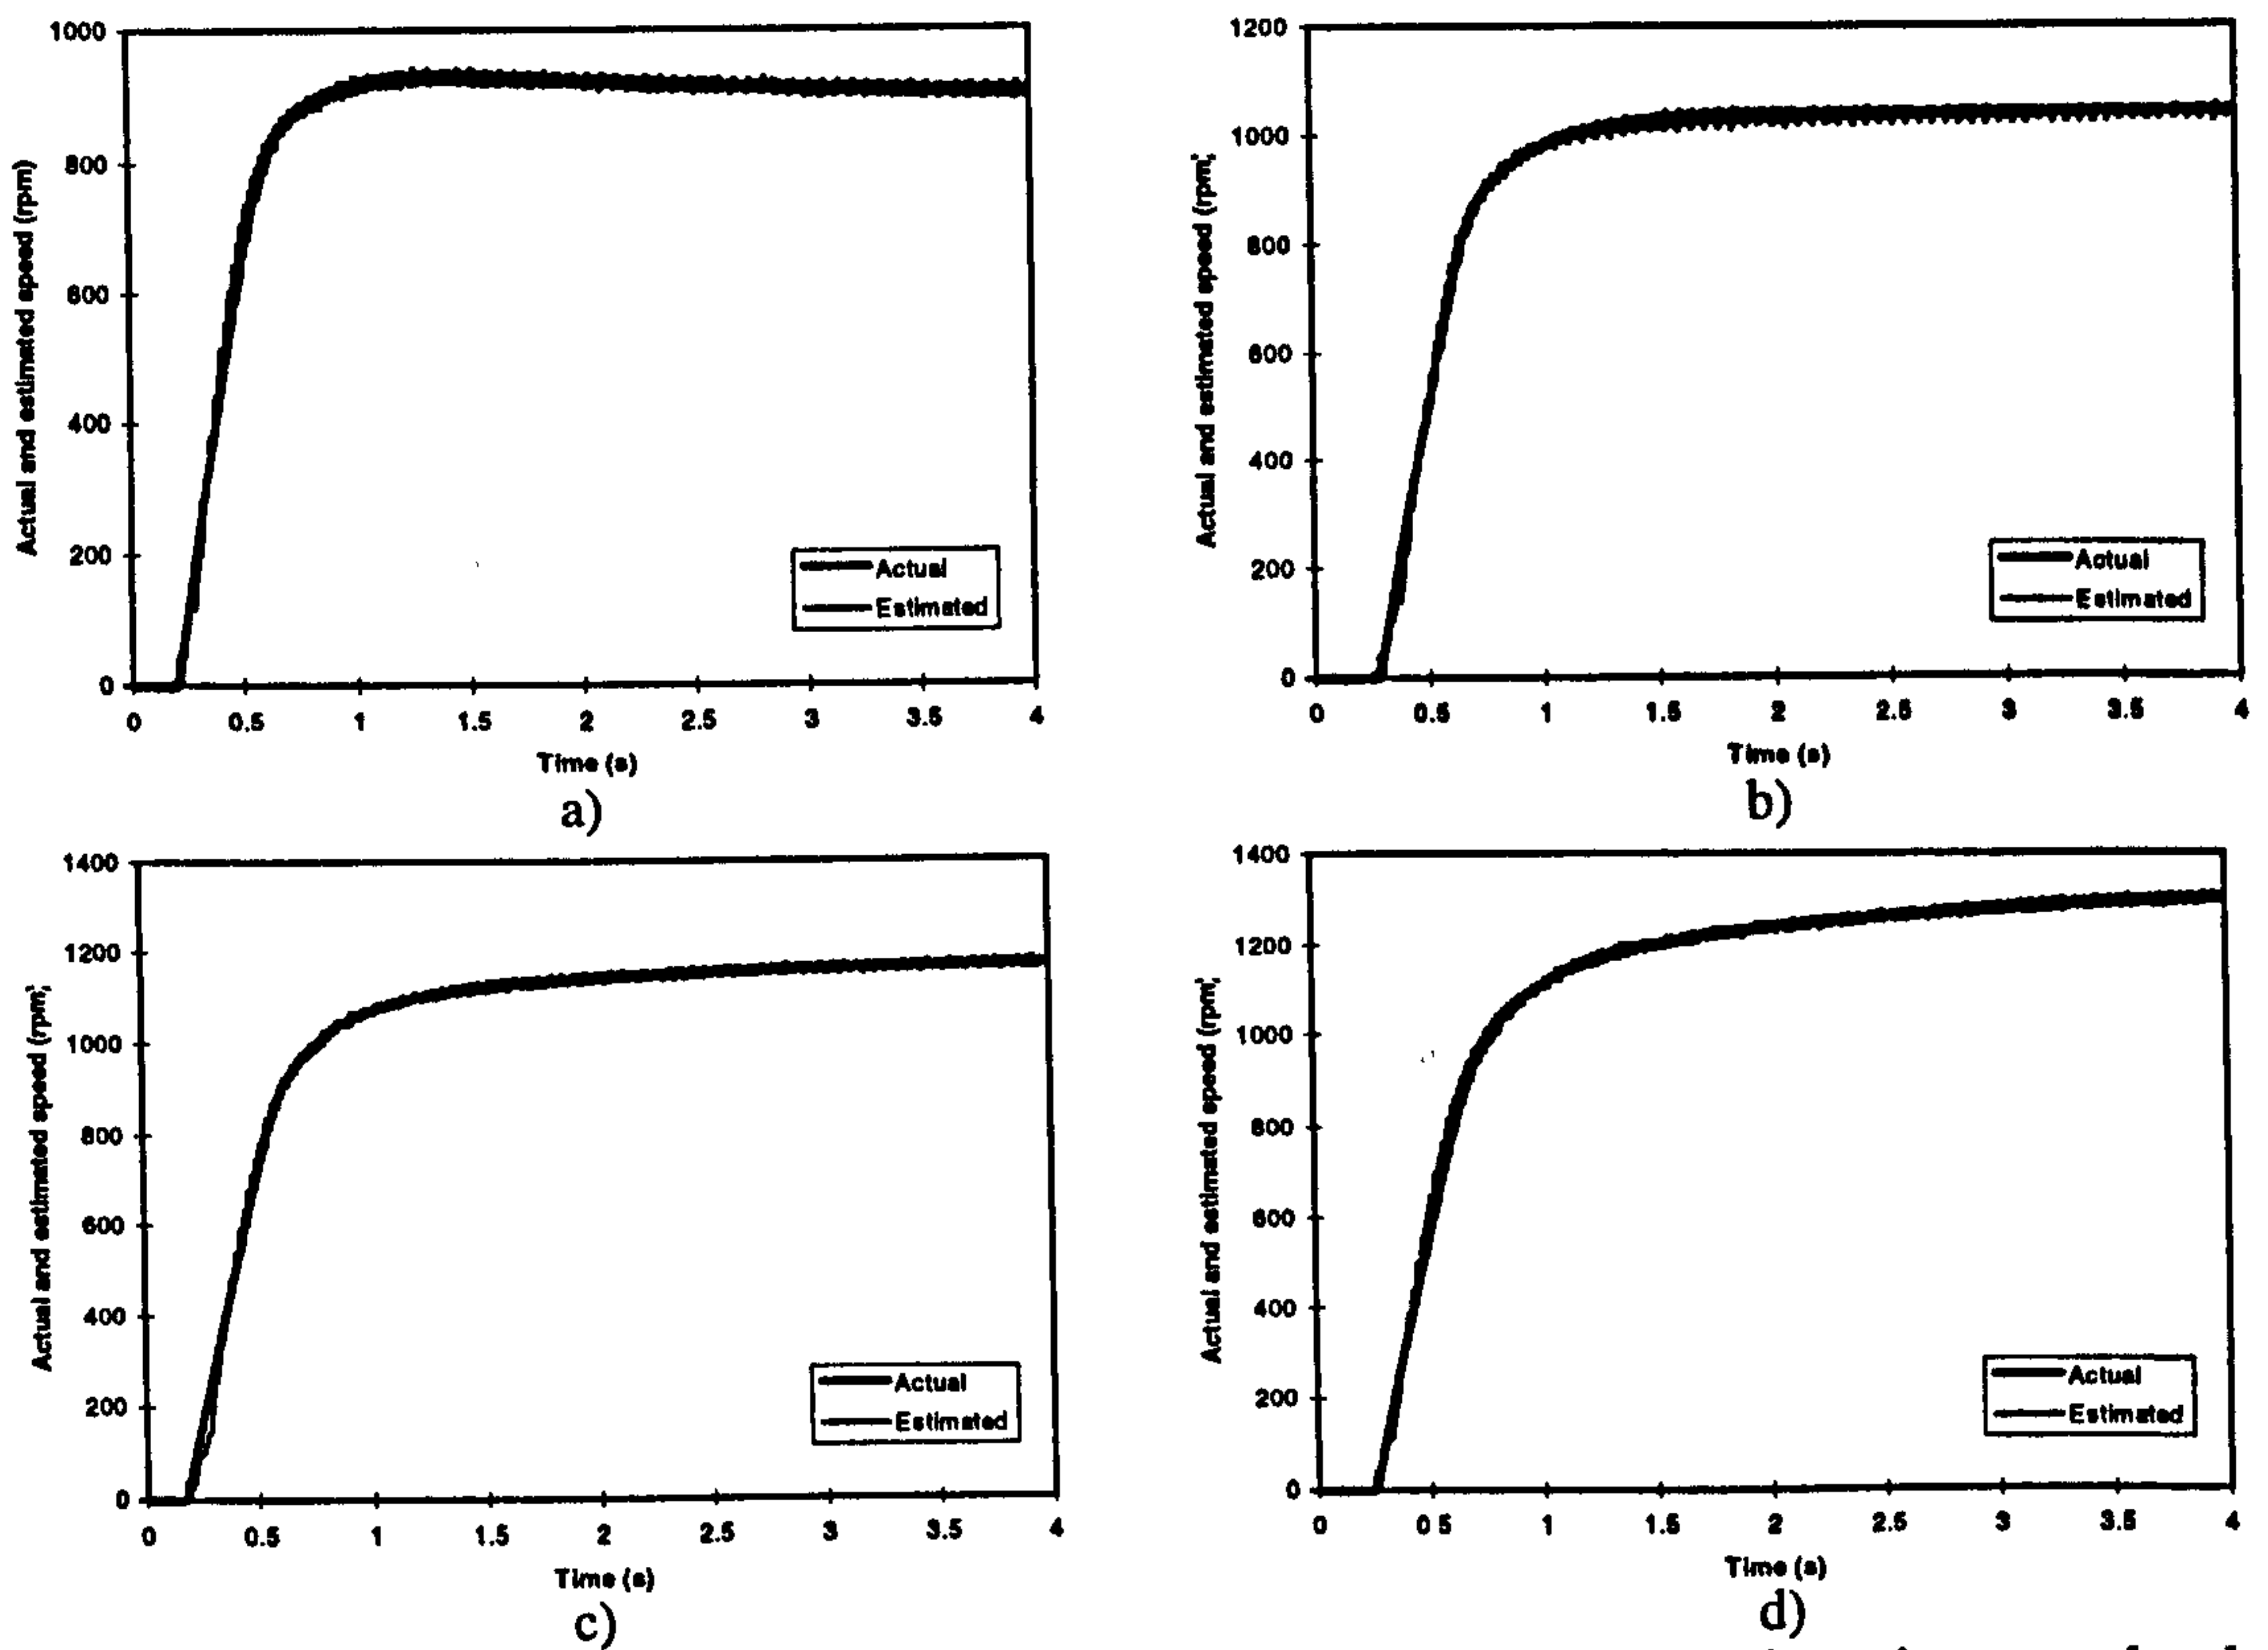 Actual and estimated speed (rpm)
1000
800
600
400
200
0
0 0.5 1 1.5 2 2.5 3 3.5 4
Time (s)
Actual
Estimated
a)
Actual and estimated speed (rpm
1200
1000
800
600
400
200
0
0 0.5 1 1.5 2 2.5 3 3.5 4
Time (s)
Actual
Estimated
b)
Actual and estimated speed (rpm
1400
1200
1000
800
600
400
200
0
0 0.5 1 1.5 2 2.5 3 3.5 4
Time (s)
Actual
Estimated
c)
Actual and estimated speed (rpm
1400
1200
1000
800
600
400
200
0
0 0 5 1 1.5 2 2.5 3 3.5 4
Time (s)
Actual
Estimated
d)